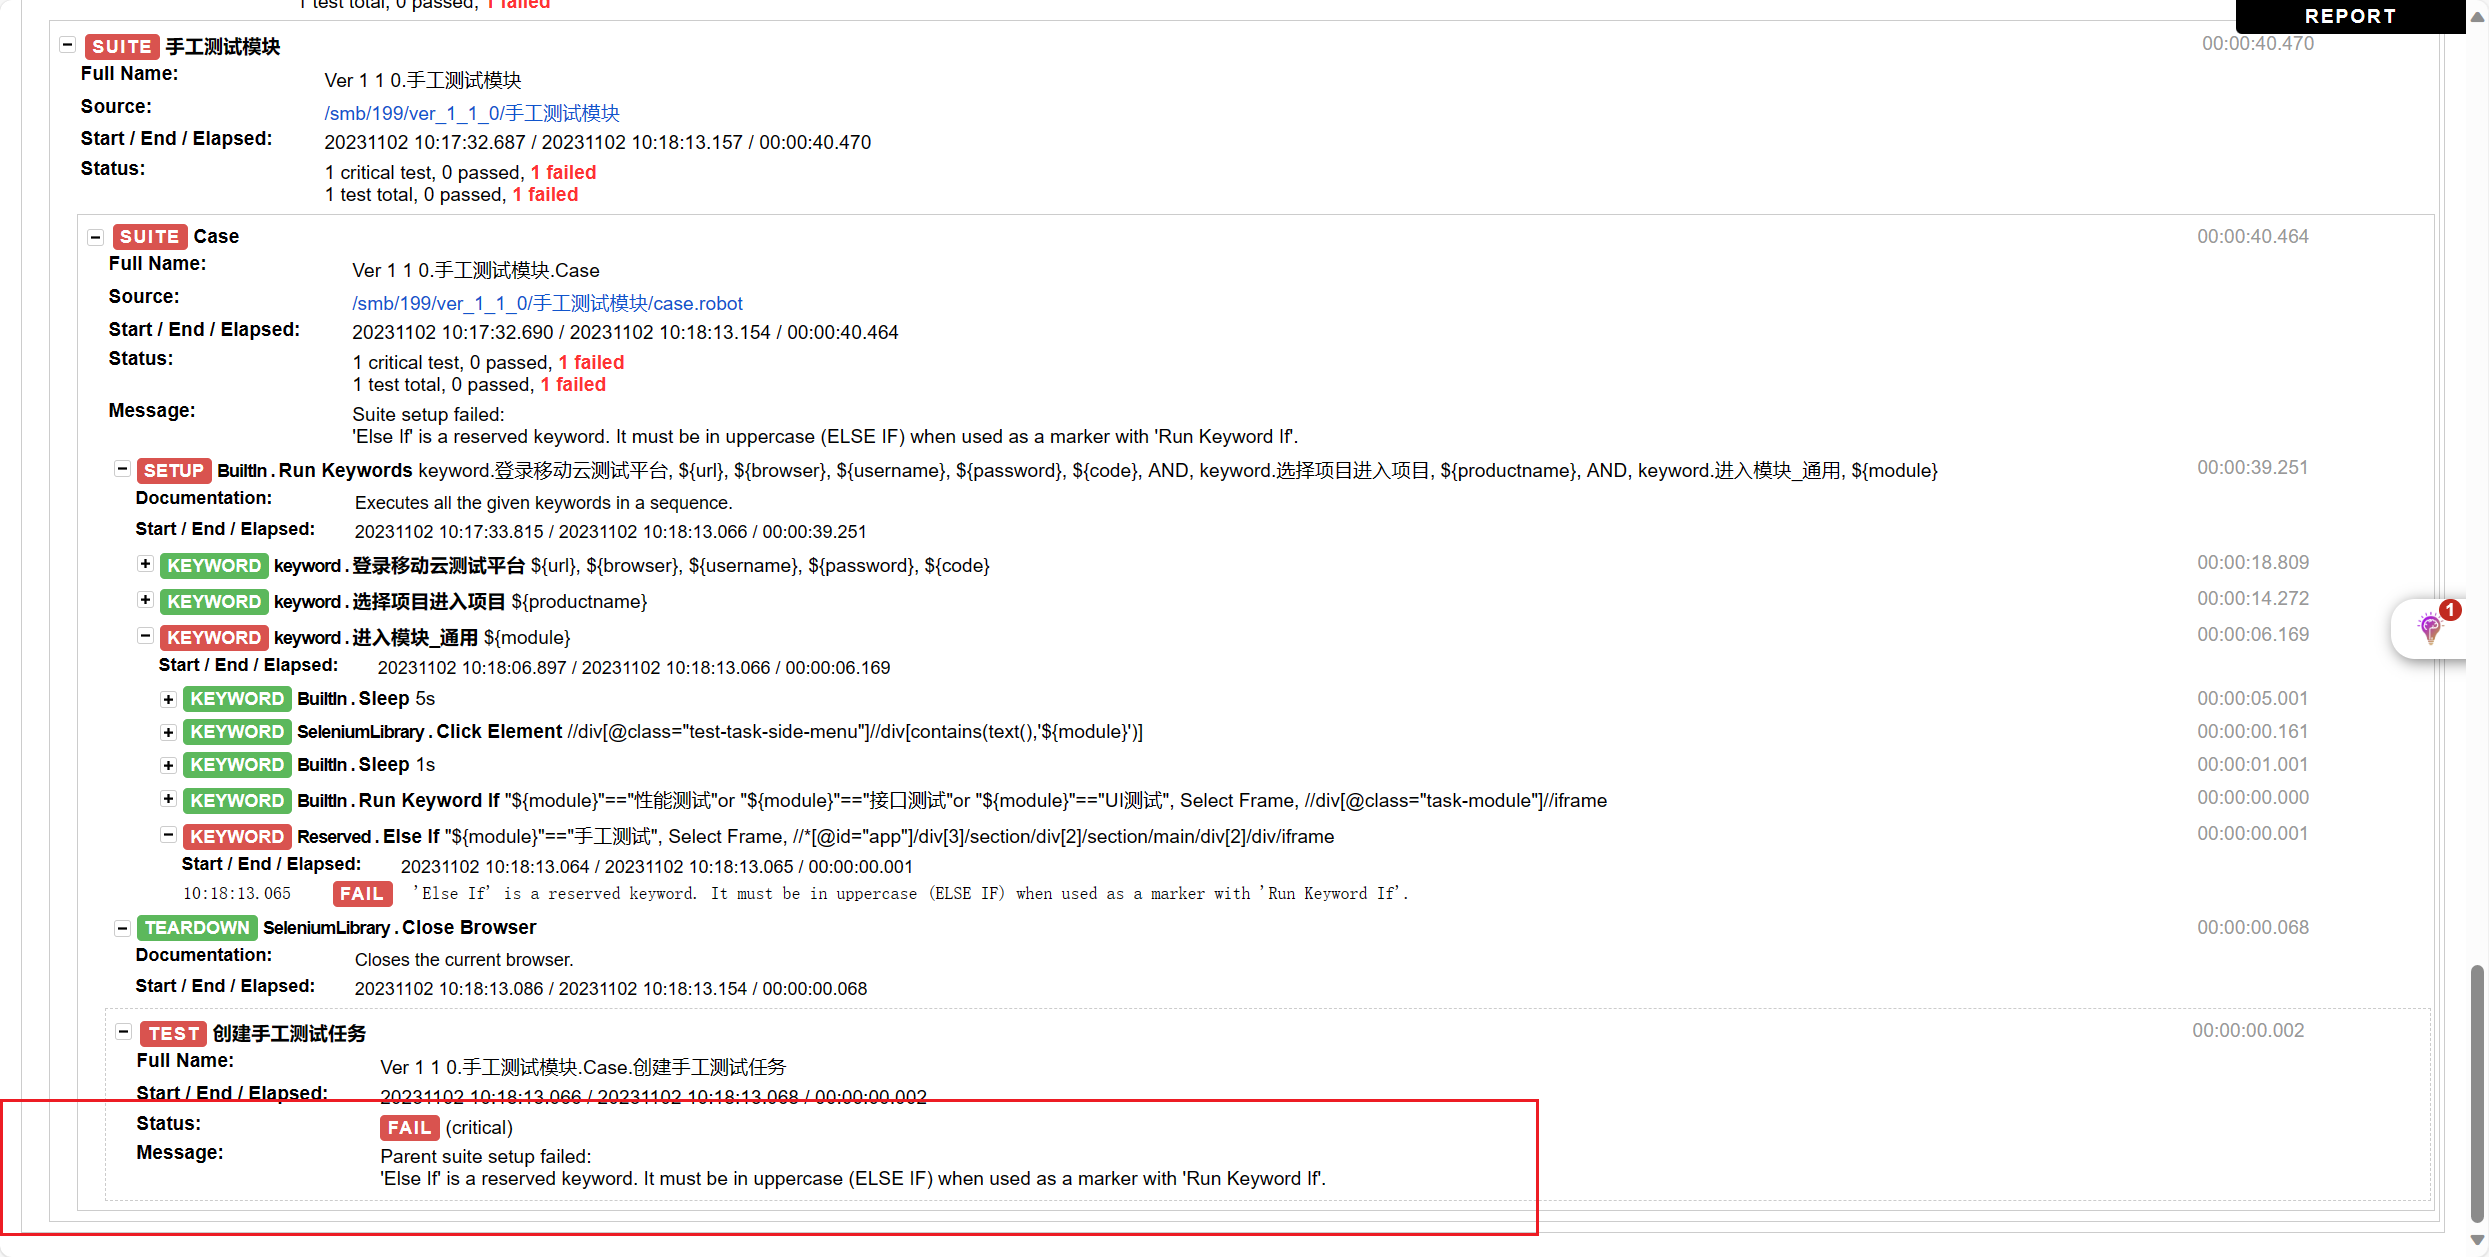 1 test total, 0 passed, 1 failed
REPORT
SUITE 手工测试模块 00:00:40.470
Full Name: Ver 1 1 0.手工测试模块
Source: /smb/199/ver_1_1_0/手工测试模块
Start / End / Elapsed: 20231102 10:17:32.687 / 20231102 10:18:13.157 / 00:00:40.470
Status: 1 critical test, 0 passed, 1 failed
1 test total, 0 passed, 1 failed
SUITE Case 00:00:40.464
Full Name: Ver 1 1 0.手工测试模块.Case
Source: /smb/199/ver_1_1_0/手工测试模块/case.robot
Start / End / Elapsed: 20231102 10:17:32.690 / 20231102 10:18:13.154 / 00:00:40.464
Status: 1 critical test, 0 passed, 1 failed
1 test total, 0 passed, 1 failed
Message: Suite setup failed:
'Else If' is a reserved keyword. It must be in uppercase (ELSE IF) when used as a marker with 'Run Keyword If'.
SETUP BuiltIn . Run Keywords keyword.登录移动云测试平台, ${url}, ${browser}, ${username}, ${password}, ${code}, AND, keyword.选择项目进入项目, ${productname}, AND, keyword.进入模块_通用, ${module} 00:00:39.251
Documentation: Executes all the given keywords in a sequence.
Start / End / Elapsed: 20231102 10:17:33.815 / 20231102 10:18:13.066 / 00:00:39.251
KEYWORD keyword . 登录移动云测试平台 ${url}, ${browser}, ${username}, ${password}, ${code} 00:00:18.809
KEYWORD keyword . 选择项目进入项目 ${productname} 00:00:14.272
KEYWORD keyword . 进入模块_通用 ${module} 00:00:06.169
1
Start / End / Elapsed: 20231102 10:18:06.897 / 20231102 10:18:13.066 / 00:00:06.169
KEYWORD BuiltIn . Sleep 5s 00:00:05.001
KEYWORD SeleniumLibrary . Click Element //div[@class="test-task-side-menu"]//div[contains(text(),'${module}')] 00:00:00.161
KEYWORD BuiltIn . Sleep 1s 00:00:01.001
KEYWORD BuiltIn . Run Keyword If "${module}"=="性能测试"or "${module}"=="接口测试"or "${module}"=="UI测试", Select Frame, //div[@class="task-module"]//iframe 00:00:00.000
KEYWORD Reserved . Else If "${module}"=="手工测试", Select Frame, //*[@id="app"]/div[3]/section/div[2]/section/main/div[2]/div/iframe 00:00:00.001
Start / End / Elapsed: 20231102 10:18:13.064 / 20231102 10:18:13.065 / 00:00:00.001
10:18:13.065 FAIL 'Else If' is a reserved keyword. It must be in uppercase (ELSE IF) when used as a marker with 'Run Keyword If'.
TEARDOWN SeleniumLibrary . Close Browser 00:00:00.068
Documentation: Closes the current browser.
Start / End / Elapsed: 20231102 10:18:13.086 / 20231102 10:18:13.154 / 00:00:00.068
TEST 创建手工测试任务 00:00:00.002
Full Name: Ver 1 1 0.手工测试模块.Case.创建手工测试任务
Start / End / Elapsed: 20231102 10:18:13.066 / 20231102 10:18:13.068 / 00:00:00.002
Status: FAIL (critical)
Message: Parent suite setup failed:
'Else If' is a reserved keyword. It must be in uppercase (ELSE IF) when used as a marker with 'Run Keyword If'.